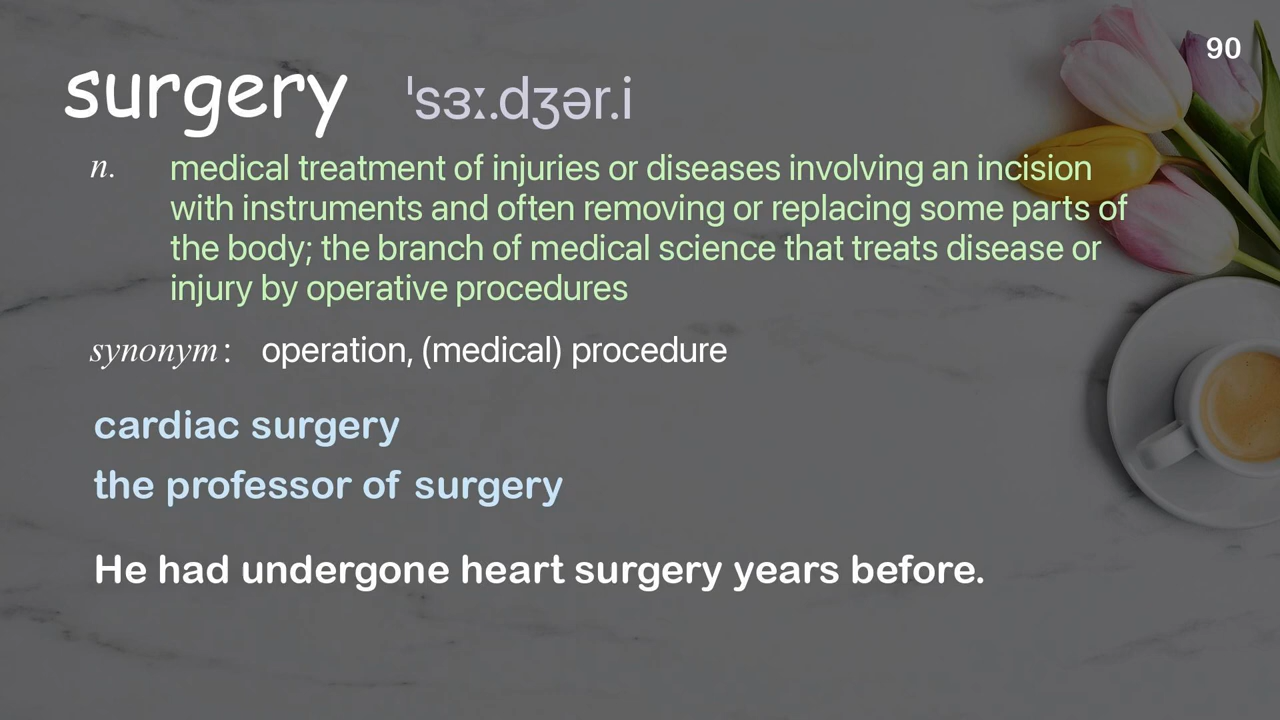 90
surgery ˈsɜː.dʒər.i
n. medical treatment of injuries or diseases involving an incision
with instruments and often removing or replacing some parts of
the body; the branch of medical science that treats disease or
injury by operative procedures
synonym: operation, (medical) procedure
cardiac surgery
the professor of surgery
He had undergone heart surgery years before.